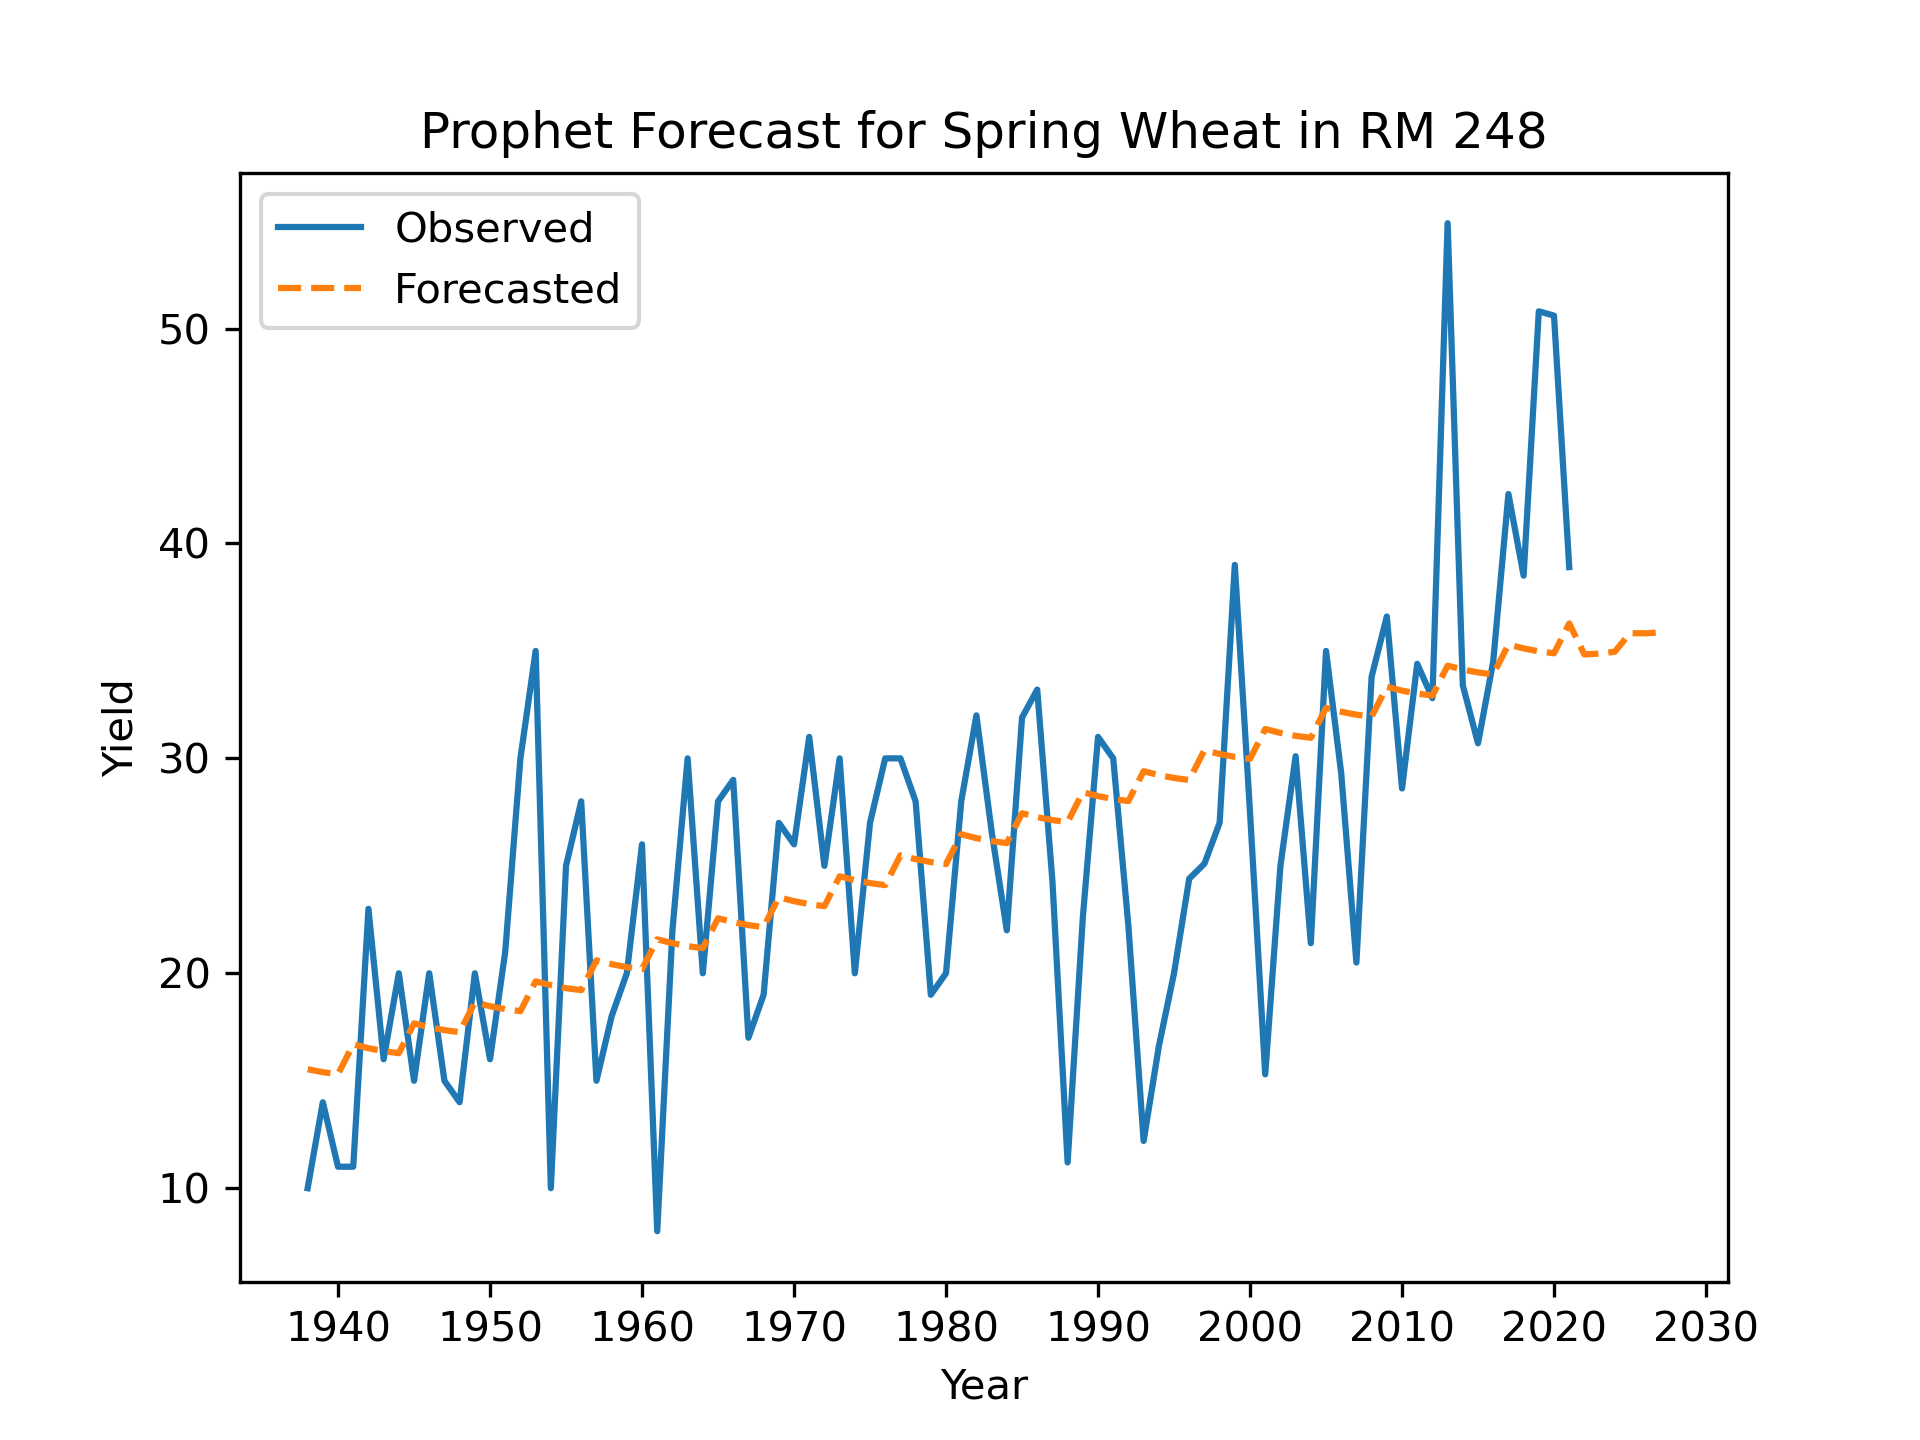 Prophet Forecast for Spring Wheat in RM 248
Observed
Forecasted
50
40
30
20
10
Yield
1940 1950 1960 1970 1980 1990 2000 2010 2020 2030
Year